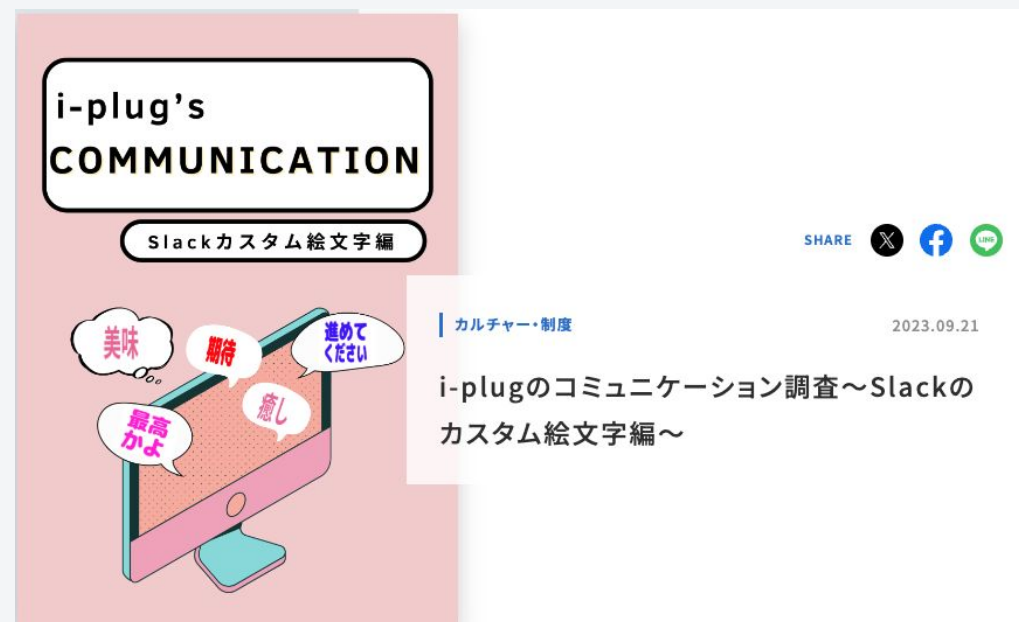 i-plug’s
COMMUNICATION
Slackカスタム絵文字編
美味
期待
進めて
ください
癒し
最高
かよ
SHARE
LINE
カルチャー・制度
2023.09.21
i-plugのコミュニケーション調査〜Slackの
カスタム絵文字編〜